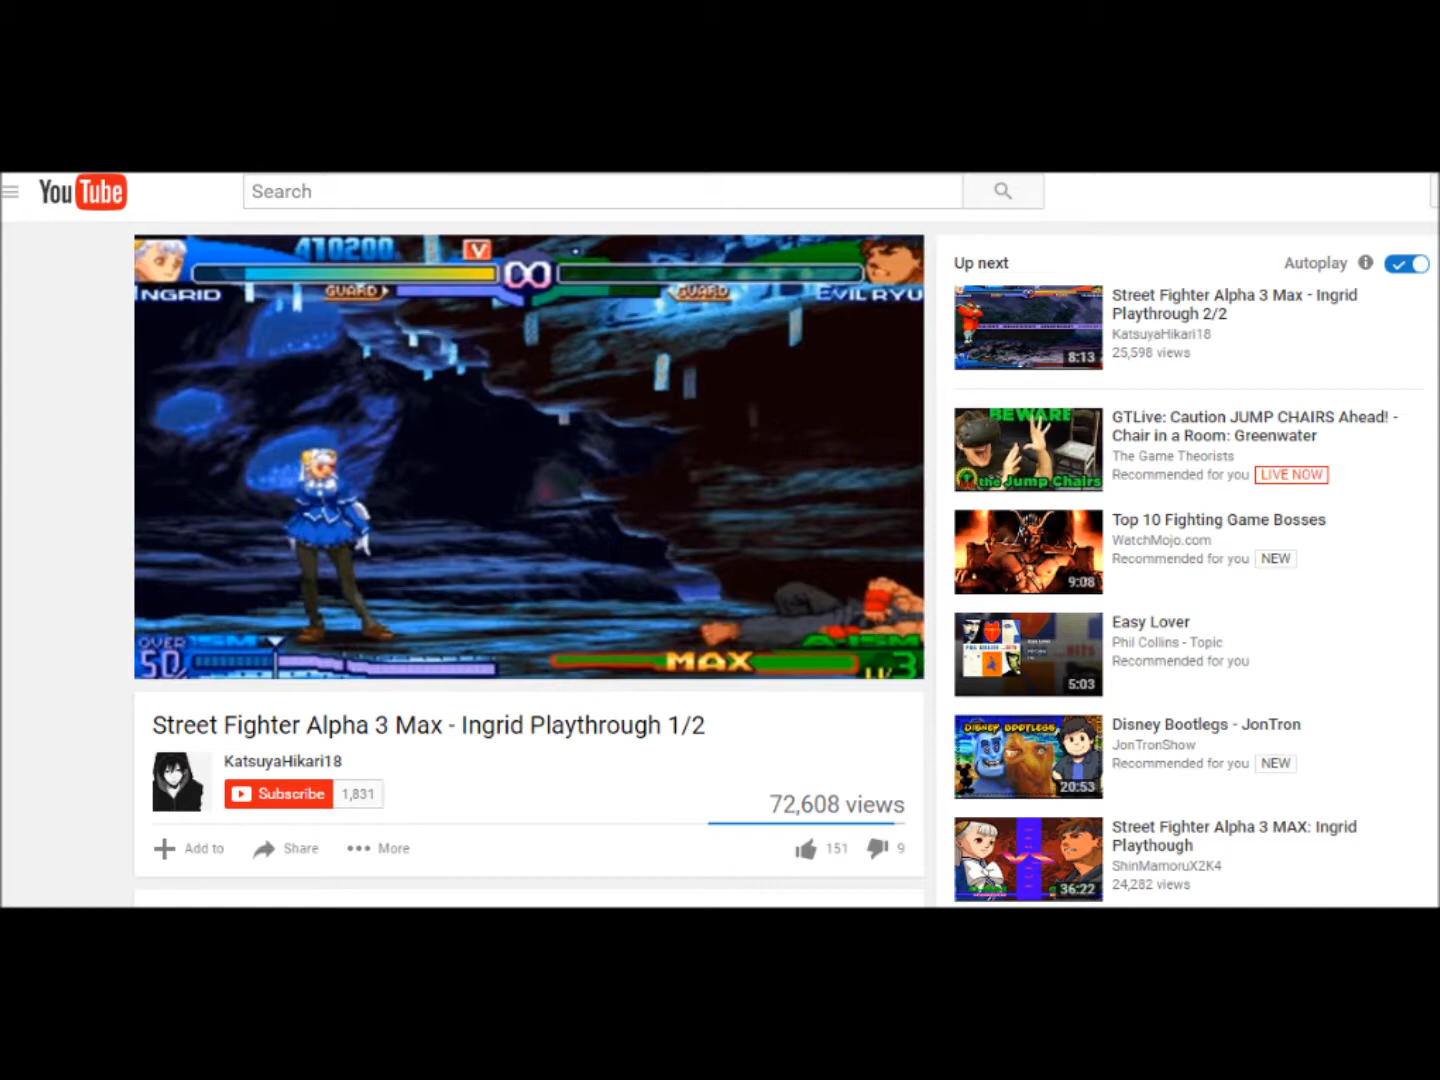 YouTube
Search
410200
V
INGRID
GUARD
GUARD
EVIL RYU
OVER
50
MAX
LV3
Street Fighter Alpha 3 Max - Ingrid Playthrough 1/2
KatsuyaHikari18
Subscribe 1,831
72,608 views
Add to Share More 151 9
Up next Autoplay
8:13
Street Fighter Alpha 3 Max - Ingrid
Playthrough 2/2
KatsuyaHikari18
25,598 views
BEWARE
the Jump Chairs
GTLive: Caution JUMP CHAIRS Ahead! -
Chair in a Room: Greenwater
The Game Theorists
Recommended for you LIVE NOW
9:08
Top 10 Fighting Game Bosses
WatchMojo.com
Recommended for you NEW
5:03
Easy Lover
Phil Collins - Topic
Recommended for you
DISNEY BOOTLEGS
20:53
Disney Bootlegs - JonTron
JonTronShow
Recommended for you NEW
36:22
Street Fighter Alpha 3 MAX: Ingrid
Playthough
ShinMamoruX2K4
24,282 views